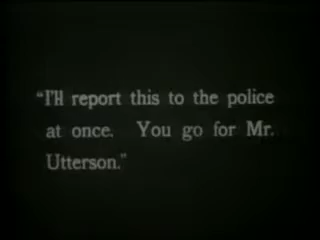 “I'll report this to the police
at once. You go for Mr.
Utterson."